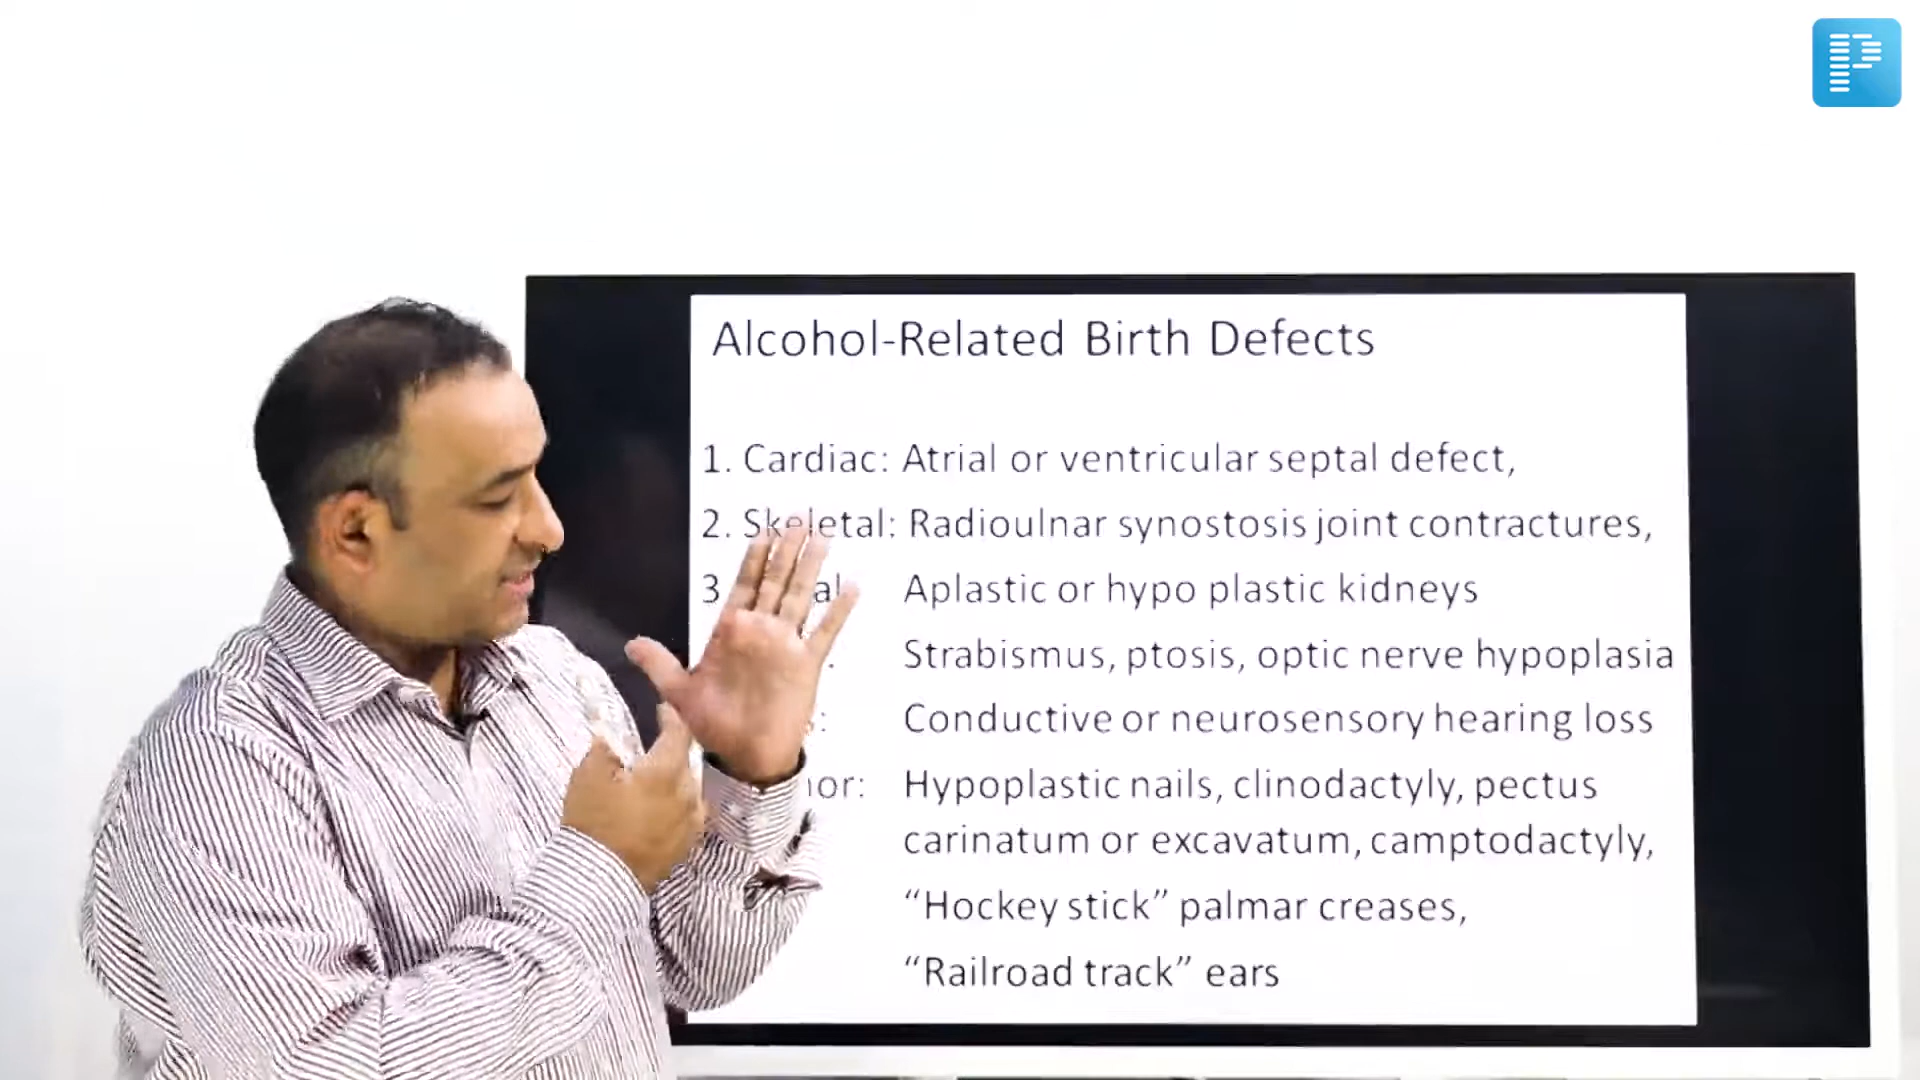 Alcohol-Related Birth Defects
1. Cardiac: Atrial or ventricular septal defect,
2. Skeletal: Radioulnar synostosis joint contractures,
3 Aplastic or hypo plastic kidneys
Strabismus, ptosis, optic nerve hypoplasia
Conductive or neurosensory hearing loss
Hypoplastic nails, clinodactyly, pectus
carinatum or excavatum, camptodactyly,
“Hockey stick” palmar creases,
“Railroad track” ears